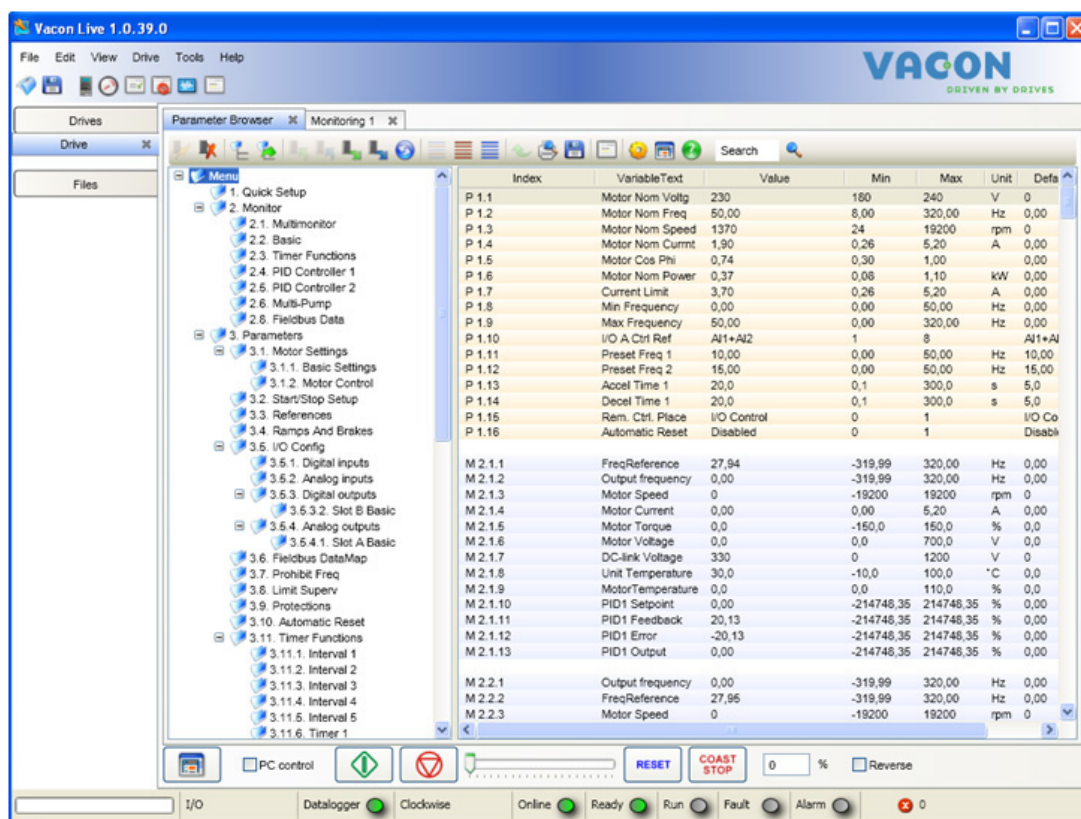 Vacon Live 1.0.39.0
File Edit View Drive Tools Help
VACON
DRIVEN BY DRIVES
Drives
Drive
Files
Parameter Browser
Monitoring 1
Search
Menu
1. Quick Setup
2. Monitor
2.1. Multimonitor
2.2. Basic
2.3. Timer Functions
2.4. PID Controller 1
2.5. PID Controller 2
2.6. Multi-Pump
2.8. Fieldbus Data
3. Parameters
3.1. Motor Settings
3.1.1. Basic Settings
3.1.2. Motor Control
3.2. Start/Stop Setup
3.3. References
3.4. Ramps And Brakes
3.5. I/O Config
3.5.1. Digital inputs
3.5.2. Analog inputs
3.5.3. Digital outputs
3.5.3.2. Slot B Basic
3.5.4. Analog outputs
3.5.4.1. Slot A Basic
3.6. Fieldbus DataMap
3.7. Prohibit Freq
3.8. Limit Superv
3.9. Protections
3.10. Automatic Reset
3.11. Timer Functions
3.11.1. Interval 1
3.11.2. Interval 2
3.11.3. Interval 3
3.11.4. Interval 4
3.11.5. Interval 5
3.11.6. Timer 1
Index VariableText Value Min Max Unit Defa
P 1.1 Motor Nom Voltg 230 180 240 V 0
P 1.2 Motor Nom Freq 50,00 8,00 320,00 Hz 0,00
P 1.3 Motor Nom Speed 1370 24 19200 rpm 0
P 1.4 Motor Nom Currnt 1,90 0,26 5,20 A 0,00
P 1.5 Motor Cos Phi 0,74 0,30 1,00 0,00
P 1.6 Motor Nom Power 0,37 0,08 1,10 kW 0,00
P 1.7 Current Limit 3,70 0,26 5,20 A 0,00
P 1.8 Min Frequency 0,00 0,00 50,00 Hz 0,00
P 1.9 Max Frequency 50,00 0,00 320,00 Hz 0,00
P 1.10 I/O A Ctrl Ref AI1+AI2 1 8 AI1+AI
P 1.11 Preset Freq 1 10,00 0,00 50,00 Hz 10,00
P 1.12 Preset Freq 2 15,00 0,00 50,00 Hz 15,00
P 1.13 Accel Time 1 20,0 0,1 300,0 s 5,0
P 1.14 Decel Time 1 20,0 0,1 300,0 s 5,0
P 1.15 Rem. Ctrl. Place I/O Control 0 1 I/O Co
P 1.16 Automatic Reset Disabled 0 1 Disabl
M 2.1.1 FreqReference 27,94 -319,99 320,00 Hz 0,00
M 2.1.2 Output frequency 0,00 -319,99 320,00 Hz 0,00
M 2.1.3 Motor Speed 0 -19200 19200 rpm 0
M 2.1.4 Motor Current 0,00 0,00 5,20 A 0,00
M 2.1.5 Motor Torque 0,0 -150,0 150,0 % 0,0
M 2.1.6 Motor Voltage 0,0 0,0 700,0 V 0,0
M 2.1.7 DC-link Voltage 330 0 1200 V 0
M 2.1.8 Unit Temperature 30,0 -10,0 100,0 °C 0,0
M 2.1.9 MotorTemperature 0,0 0,0 110,0 % 0,0
M 2.1.10 PID1 Setpoint 0,00 -214748,35 214748,35 % 0,00
M 2.1.11 PID1 Feedback 20,13 -214748,35 214748,35 % 0,00
M 2.1.12 PID1 Error -20,13 -214748,35 214748,35 % 0,00
M 2.1.13 PID1 Output 0,00 -214748,35 214748,35 % 0,00
M 2.2.1 Output frequency 0,00 -319,99 320,00 Hz 0,00
M 2.2.2 FreqReference 27,95 -319,99 320,00 Hz 0,00
M 2.2.3 Motor Speed 0 -19200 19200 rpm 0
PC control
RESET
COAST
STOP
0 %
Reverse
I/O Datalogger Clockwise Online Ready Run Fault Alarm 0